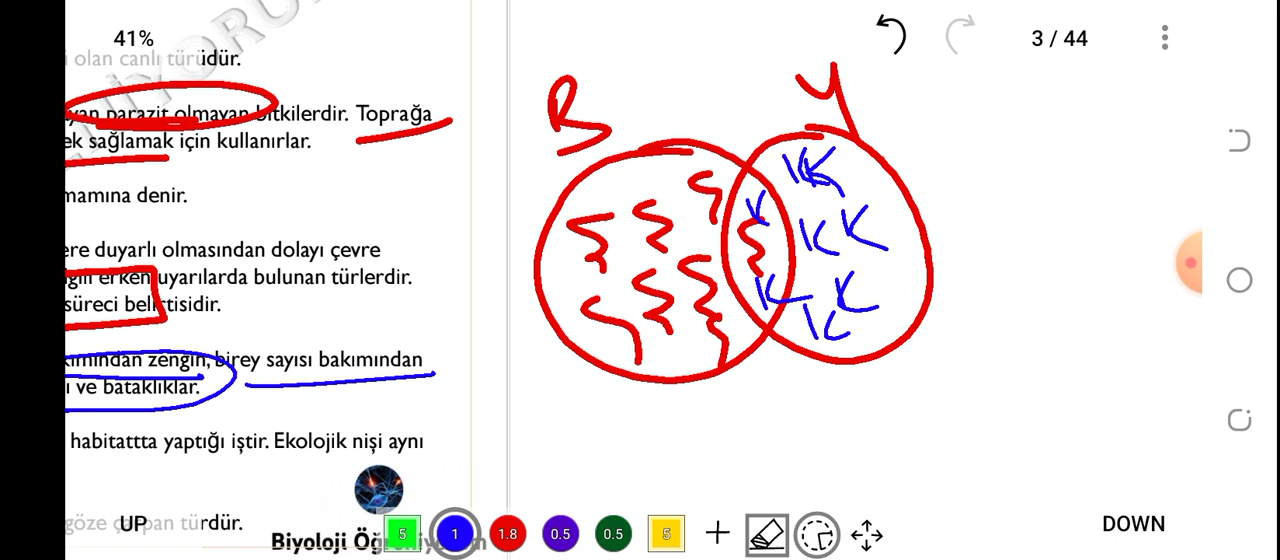 41%
3 / 44
olan canlı türüdür.
parazit olmayan bitkilerdir. Toprağa
ek sağlamak için kullanırlar.
mamına denir.
ere duyarlı olmasından dolayı çevre
erken uyarılarda bulunan türlerdir.
süreci belirtisidir.
kımından zengin, birey sayısı bakımından
ı ve bataklıklar.
habitattta yaptığı iştir. Ekolojik nişi aynı
göze çarpan türdür.
UP
DOWN
Biyoloji
5 1 1.8 0.5 0.5 5
B
Y
K K
K K K
K K K